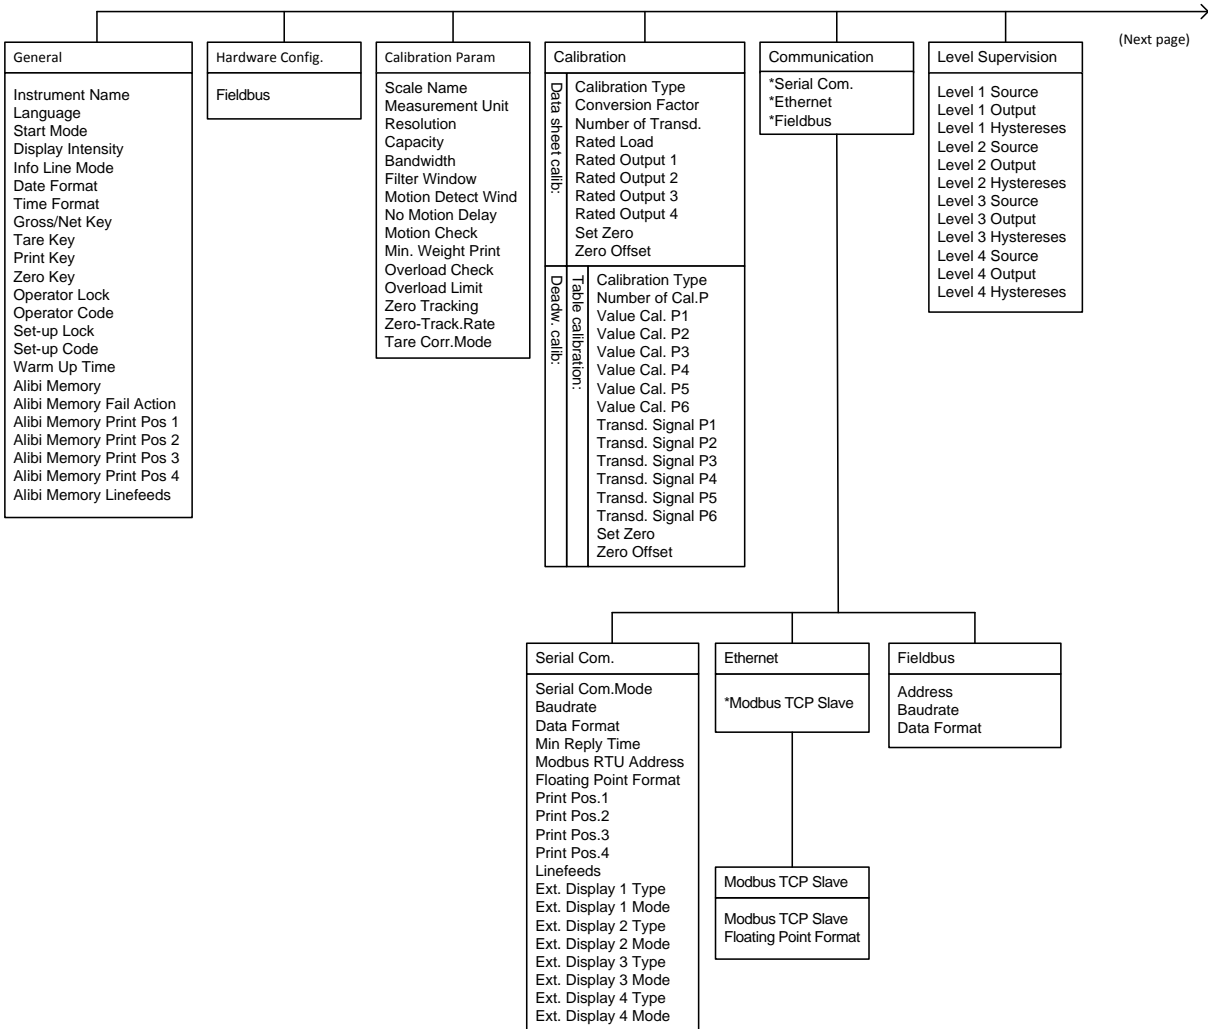 (Next page)
General
Instrument Name
Language
Start Mode
Display Intensity
Info Line Mode
Date Format
Time Format
Gross/Net Key
Tare Key
Print Key
Zero Key
Operator Lock
Operator Code
Set-up Lock
Set-up Code
Warm Up Time
Alibi Memory
Alibi Memory Fail Action
Alibi Memory Print Pos 1
Alibi Memory Print Pos 2
Alibi Memory Print Pos 3
Alibi Memory Print Pos 4
Alibi Memory Linefeeds
Hardware Config.
Fieldbus
Calibration Param
Scale Name
Measurement Unit
Resolution
Capacity
Bandwidth
Filter Window
Motion Detect Wind
No Motion Delay
Motion Check
Min. Weight Print
Overload Check
Overload Limit
Zero Tracking
Zero-Track.Rate
Tare Corr.Mode
Calibration
Data sheet calib:
Calibration Type
Conversion Factor
Number of Transd.
Rated Load
Rated Output 1
Rated Output 2
Rated Output 3
Rated Output 4
Set Zero
Zero Offset
Deadw. calib:
Table calibration:
Calibration Type
Number of Cal.P
Value Cal. P1
Value Cal. P2
Value Cal. P3
Value Cal. P4
Value Cal. P5
Value Cal. P6
Transd. Signal P1
Transd. Signal P2
Transd. Signal P3
Transd. Signal P4
Transd. Signal P5
Transd. Signal P6
Set Zero
Zero Offset
Communication
*Serial Com.
*Ethernet
*Fieldbus
Level Supervision
Level 1 Source
Level 1 Output
Level 1 Hystereses
Level 2 Source
Level 2 Output
Level 2 Hystereses
Level 3 Source
Level 3 Output
Level 3 Hystereses
Level 4 Source
Level 4 Output
Level 4 Hystereses
Serial Com.
Serial Com.Mode
Baudrate
Data Format
Min Reply Time
Modbus RTU Address
Floating Point Format
Print Pos.1
Print Pos.2
Print Pos.3
Print Pos.4
Linefeeds
Ext. Display 1 Type
Ext. Display 1 Mode
Ext. Display 2 Type
Ext. Display 2 Mode
Ext. Display 3 Type
Ext. Display 3 Mode
Ext. Display 4 Type
Ext. Display 4 Mode
Ethernet
*Modbus TCP Slave
Modbus TCP Slave
Modbus TCP Slave
Floating Point Format
Fieldbus
Address
Baudrate
Data Format